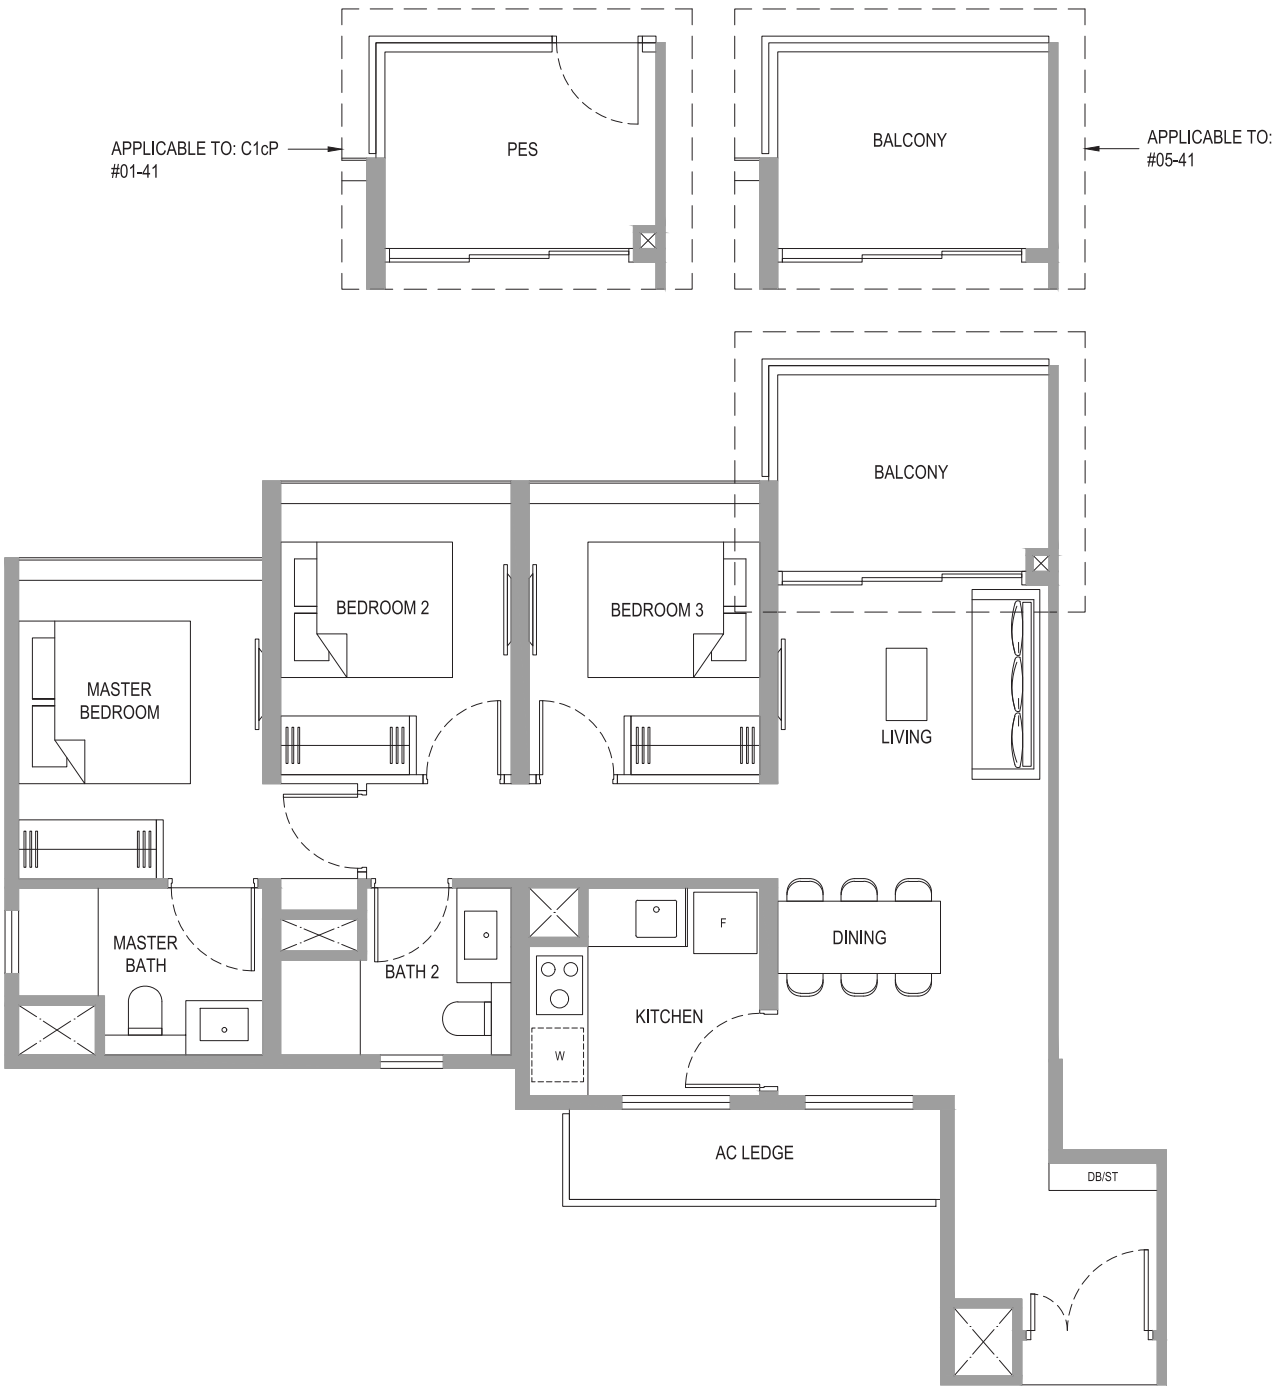 APPLICABLE TO: C1cP
#01-41
PES
BALCONY
APPLICABLE TO:
#05-41
BALCONY
BEDROOM 2
BEDROOM 3
MASTER
BEDROOM
LIVING
MASTER
BATH
BATH 2
F
DINING
KITCHEN
W
AC LEDGE
DB/ST